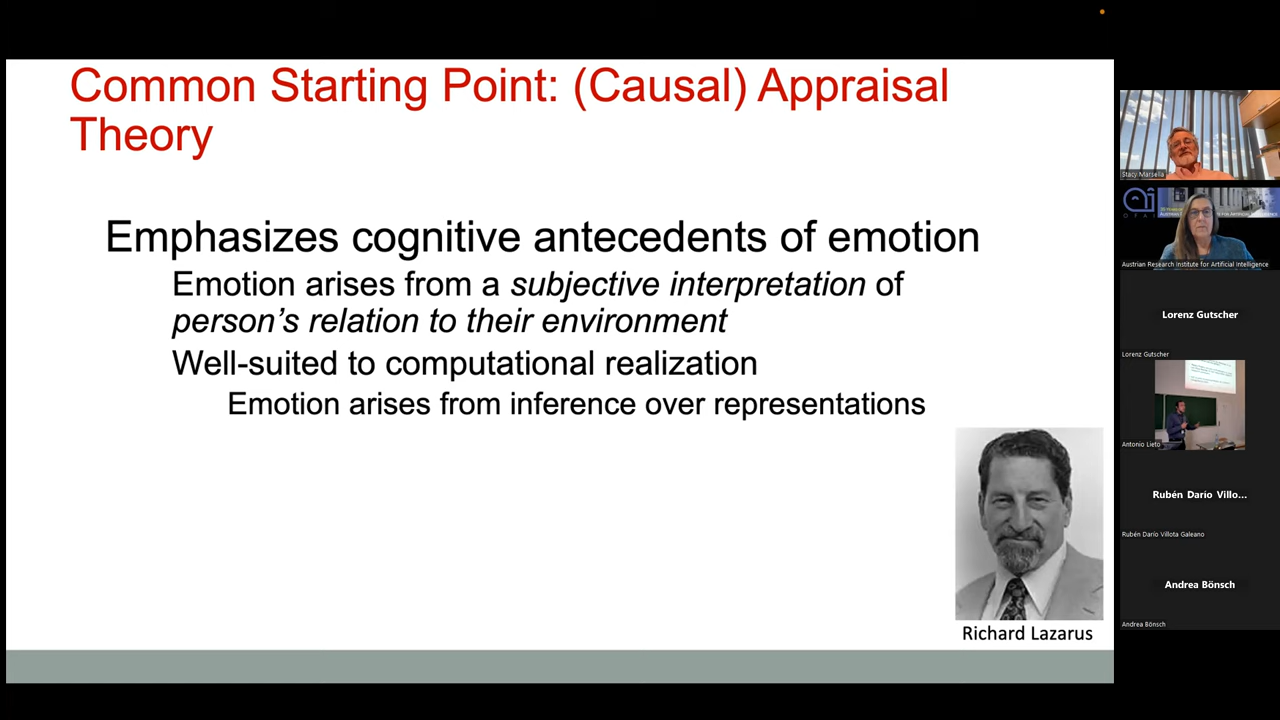 Common Starting Point: (Causal) Appraisal
Theory
Emphasizes cognitive antecedents of emotion
Emotion arises from a subjective interpretation of
person’s relation to their environment
Well-suited to computational realization
Emotion arises from inference over representations
Richard Lazarus
Stacy Marsella
OFAI
Austrian Research Institute for Artificial Intelligence
Lorenz Gutscher
Lorenz Gutscher
Antonio Lieto
Rubén Darío Villo...
Rubén Darío Villota Galeano
Andrea Bönsch
Andrea Bönsch